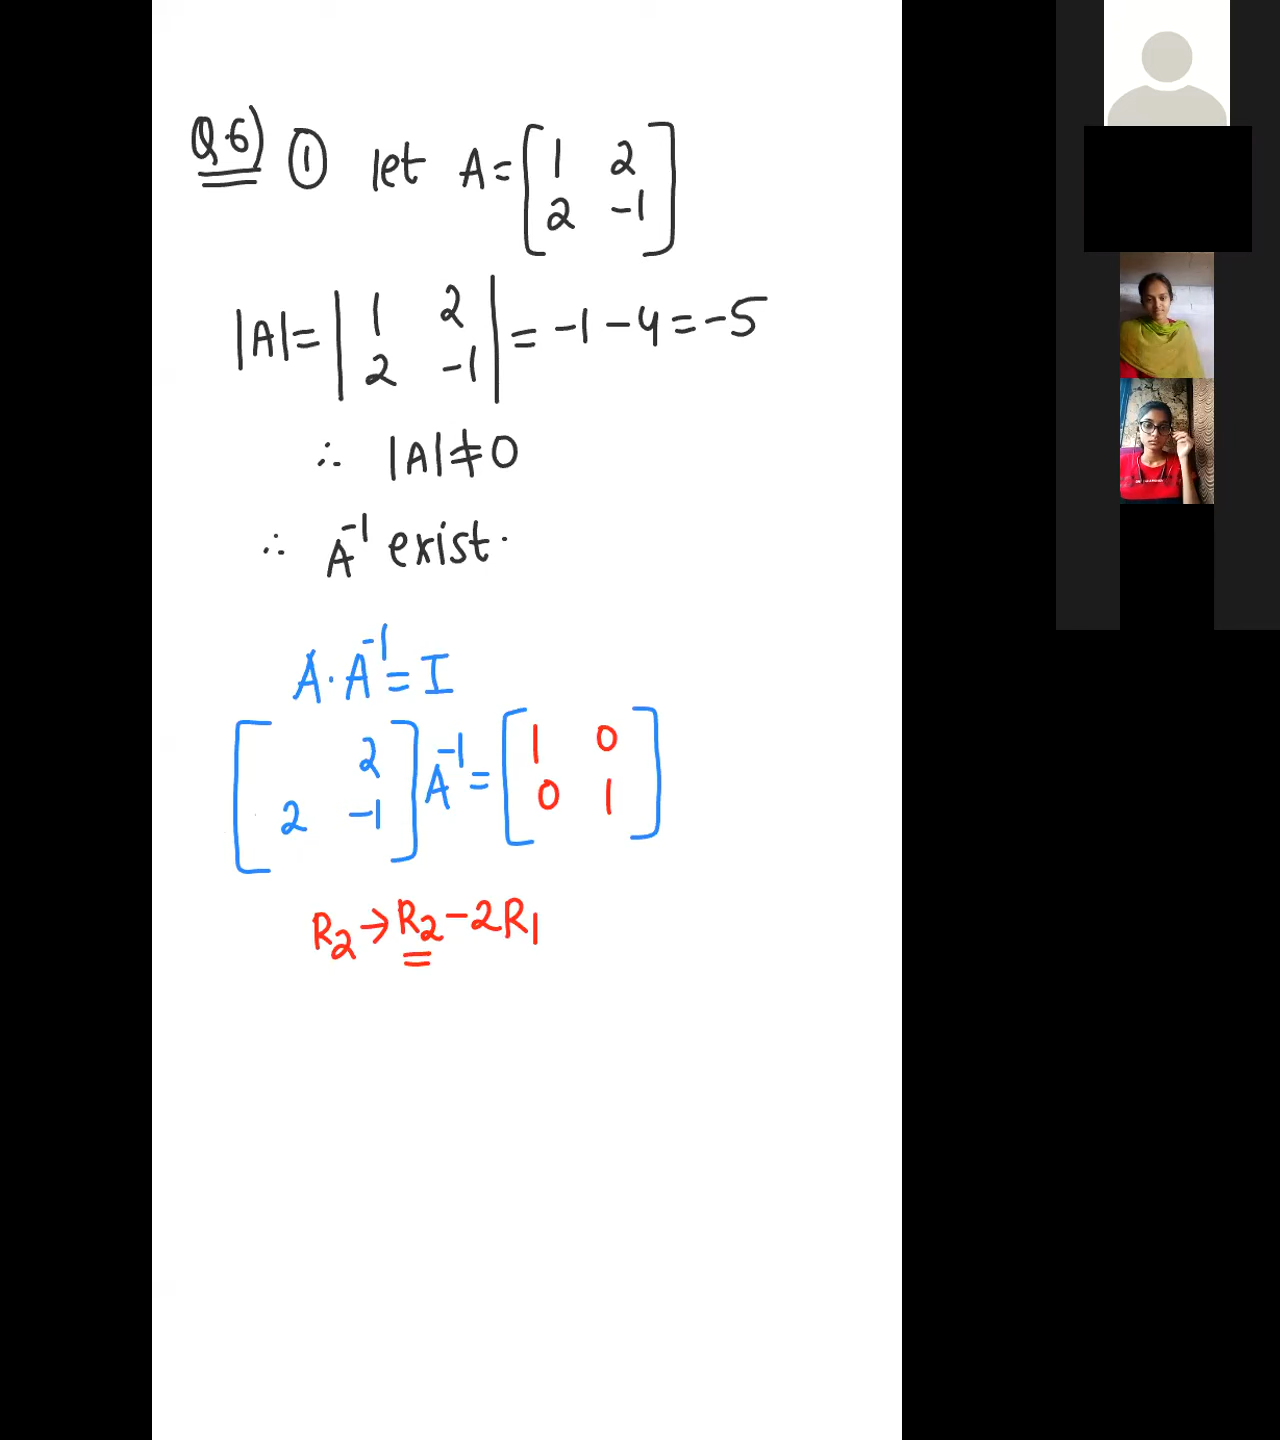 Q.6) ① let A = [1 2
2 -1]
|A| = |1 2
2 -1| = -1 - 4 = -5
∴ |A| ≠ 0
∴ A⁻¹ exist.
A · A⁻¹ = I
[ 2
2 -1] A⁻¹ = [1 0
0 1]
R₂ → R₂ - 2R₁